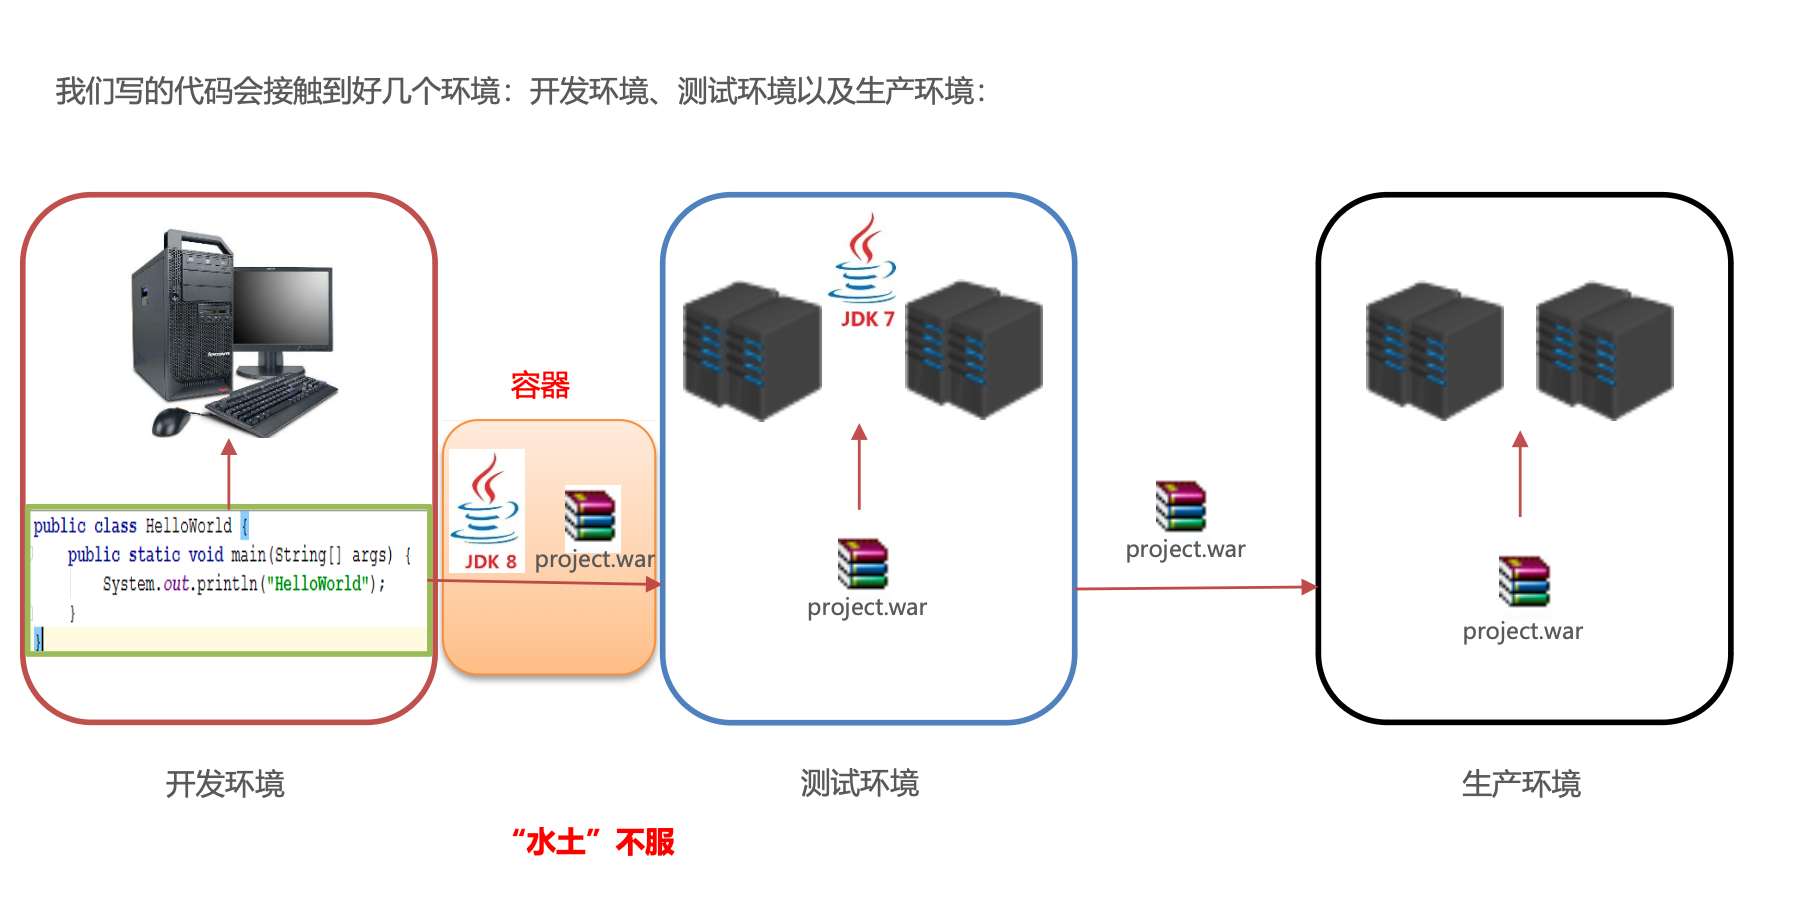 我们写的代码会接触到好几个环境：开发环境、测试环境以及生产环境：
JDK 7
容器
public class HelloWorld {
public static void main(String[] args) {
System.out.println("HelloWorld");
}
}
JDK 8
project.war
project.war
project.war
project.war
开发环境
测试环境
生产环境
“水土”不服